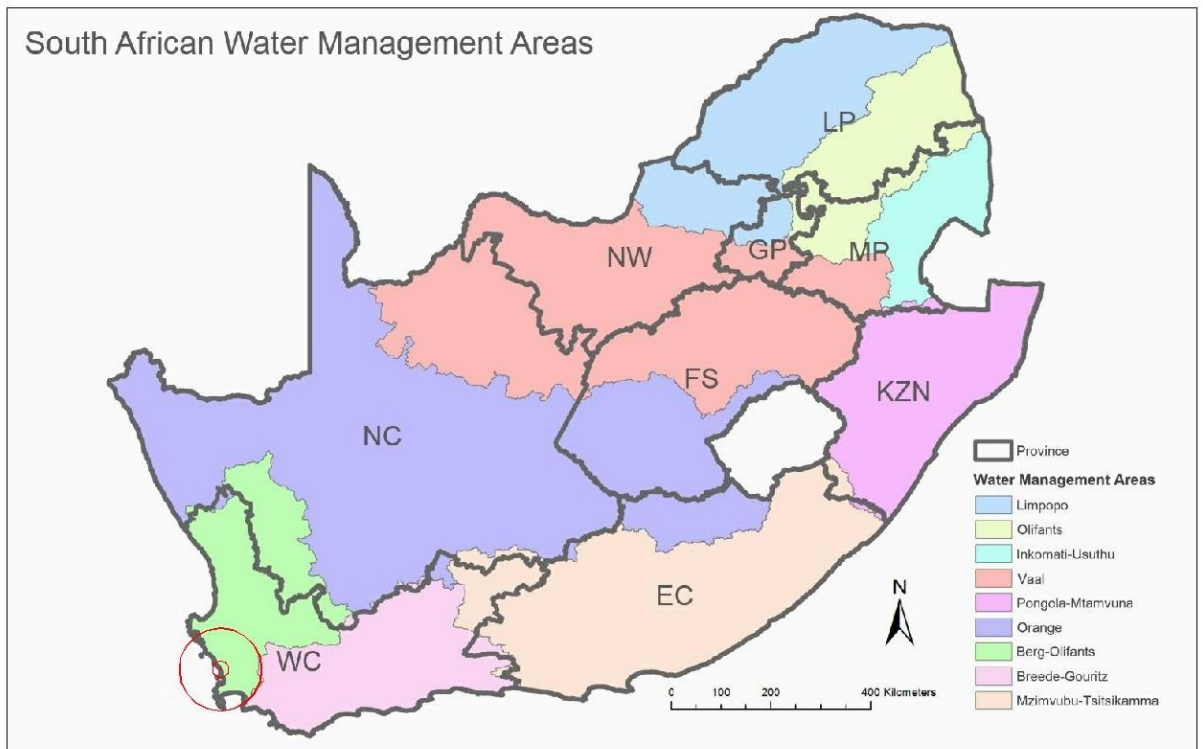 South African Water Management Areas
LP
NW
GP
MP
FS
KZN
NC
EC
WC
N
0 100 200 400 Kilometers
Province
Water Management Areas
Limpopo
Olifants
Inkomati-Usuthu
Vaal
Pongola-Mtamvuna
Orange
Berg-Olifants
Breede-Gouritz
Mzimvubu-Tsitsikamma